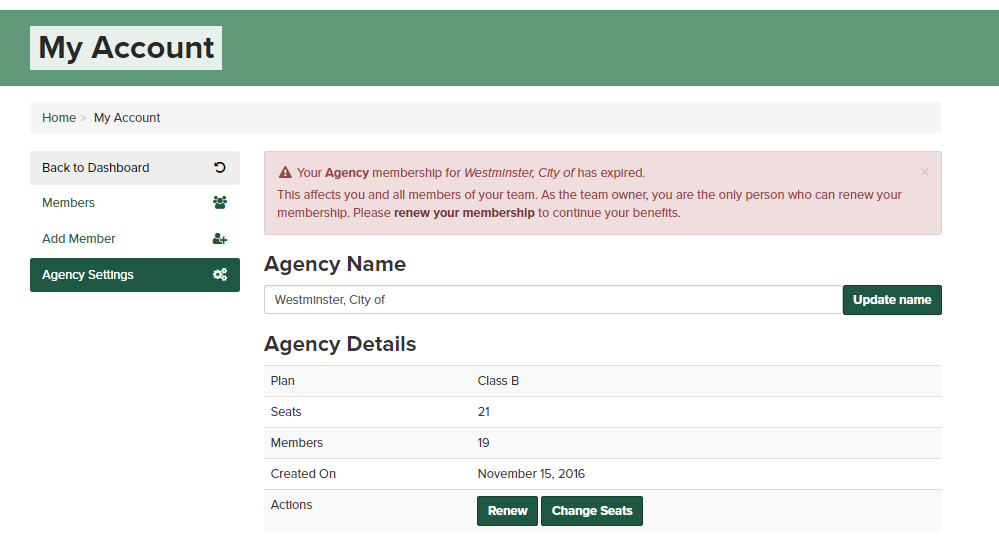 My Account
Home > My Account
Back to Dashboard
Members
Add Member
Agency Settings
Your Agency membership for Westminster, City of has expired.
×
This affects you and all members of your team. As the team owner, you are the only person who can renew your
membership. Please renew your membership to continue your benefits.
Agency Name
Westminster, City of
Update name
Agency Details
Plan Class B
Seats 21
Members 19
Created On November 15, 2016
Actions Renew Change Seats